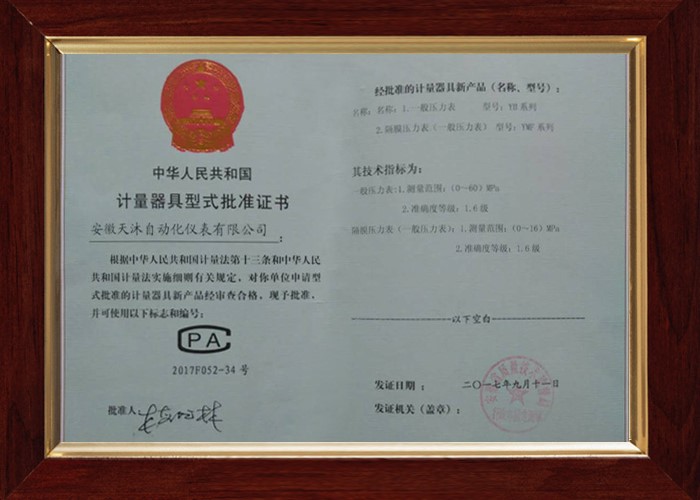 中华人民共和国
计量器具型式批准证书
安徽天沐自动化仪表有限公司：
根据中华人民共和国计量法第十三条和中华人民
共和国计量法实施细则有关规定，对你单位申请型
式批准的计量器具新产品经审查合格，现予批准，
并可使用以下标志和编号：
CPA
2017F052-34 号
批准人
经批准的计量器具新产品（名称、型号）：
名称：名称：1.一般压力表 型号：YB 系列
2.隔膜压力表（一般压力表） 型号：YMF 系列
其技术指标为：
一般压力表:1.测量范围：(0～60) MPa
2.准确度等级：1.6 级
隔膜压力表（一般压力表）：1.测量范围：(0～16) MPa
2.准确度等级：1.6 级
以下空白
发证日期 ： 二〇一七年九月十一日
发证机关（盖章）：